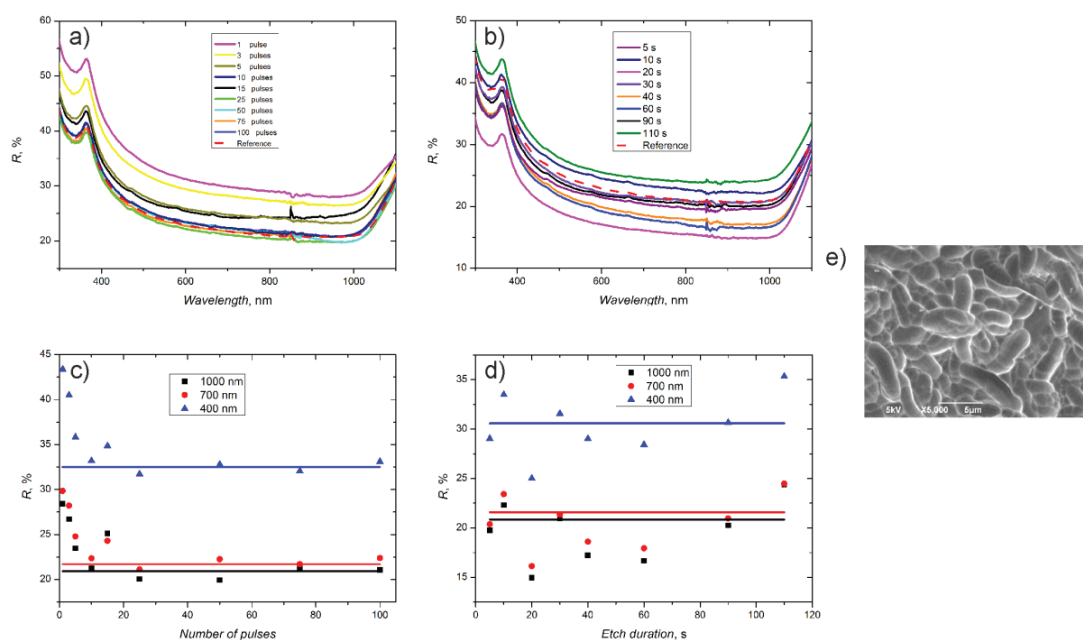 a)
R, %
60
50
40
30
20
400
600
800
1000
Wavelength, nm
1 pulse
3 pulses
5 pulses
10 pulses
15 pulses
25 pulses
50 pulses
75 pulses
100 pulses
Reference
b)
R, %
50
40
30
20
10
400
600
800
1000
Wavelength, nm
5 s
10 s
20 s
30 s
40 s
60 s
90 s
110 s
Reference
e)
5kV X5,000 5µm
c)
R, %
45
40
35
30
25
20
0
20
40
60
80
100
Number of pulses
1000 nm
700 nm
400 nm
d)
R, %
35
30
25
20
15
0
20
40
60
80
100
120
Etch duration, s
1000 nm
700 nm
400 nm